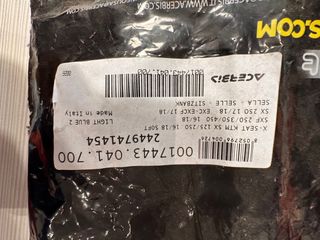 0017443.041.700
2449741454
X-SEAT KTM SX 125/250 16/18 SOFT
SXF 250/350/450 16/18
SX 250 17/18 EXC-EXCF 17/18
SELLA - SELLE - SITZBANK
LIGHT BLUE 2
Made in Italy
ACERBIS
0017443.041.700
S.COM